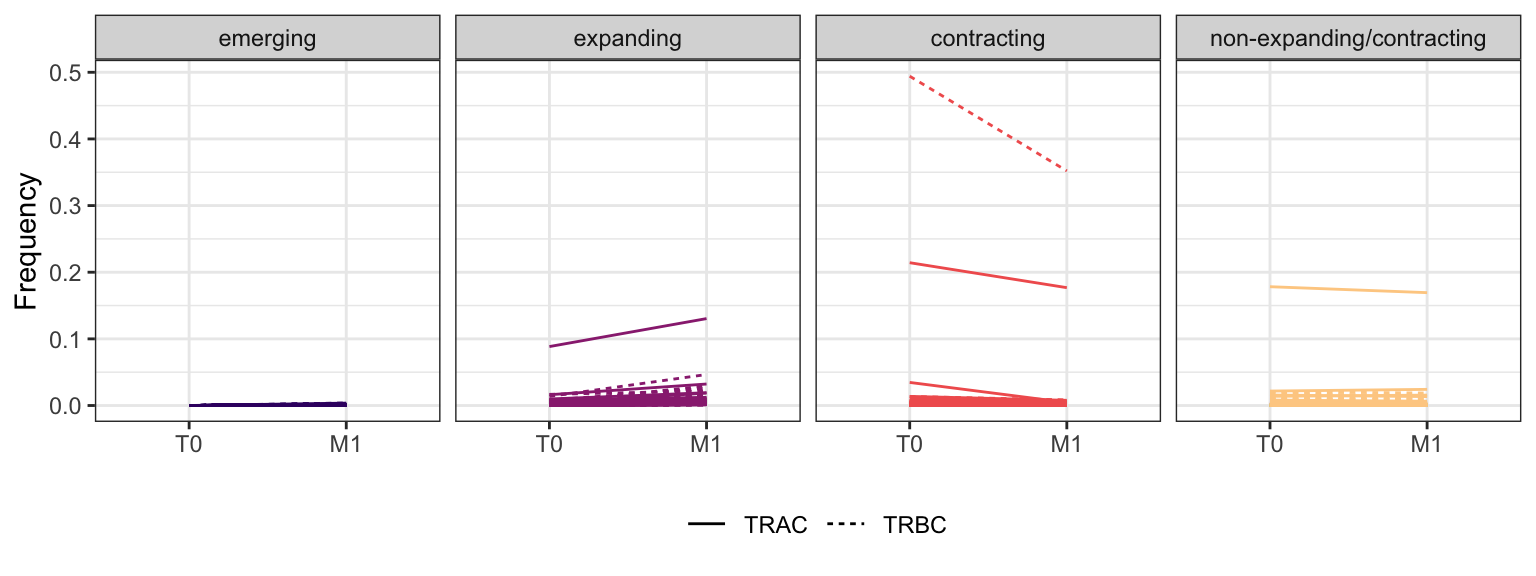 emerging expanding contracting non-expanding/contracting
Frequency
0.5
0.4
0.3
0.2
0.1
0.0
T0 M1 T0 M1 T0 M1 T0 M1
TRAC TRBC